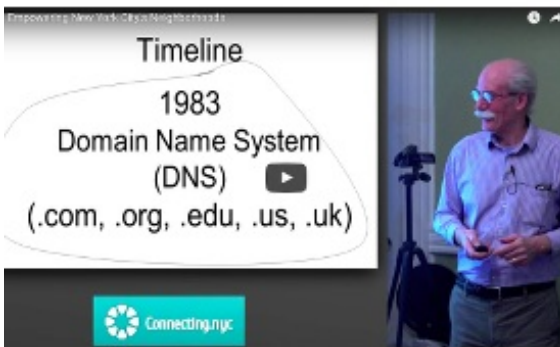 Empowering New York City's Neighborhoods
Timeline
1983
Domain Name System
(DNS)
(.com, .org, .edu, .us, .uk)
Connecting.nyc